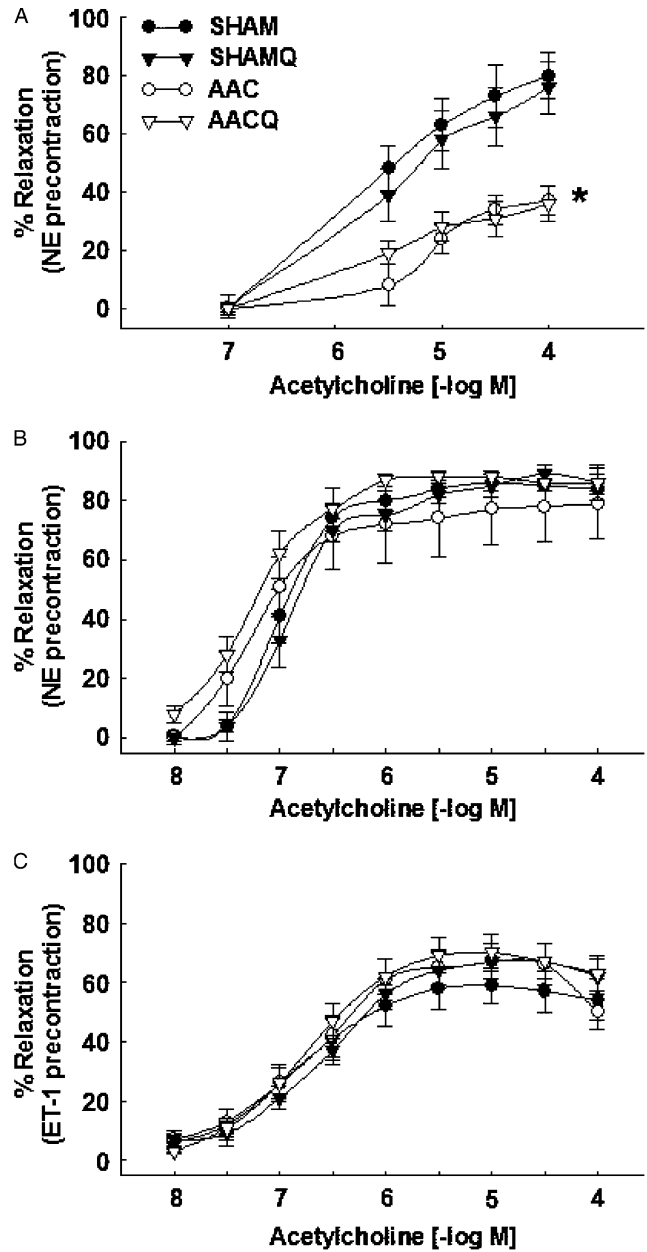 A
SHAM
SHAMQ
AAC
AACQ
% Relaxation
(NE precontraction)
100
80
60
40
20
0
*
7 6 5 4
Acetylcholine [-log M]
B
% Relaxation
(NE precontraction)
100
80
60
40
20
0
8 7 6 5 4
Acetylcholine [-log M]
C
% Relaxation
(ET-1 precontraction)
100
80
60
40
20
0
8 7 6 5 4
Acetylcholine [-log M]